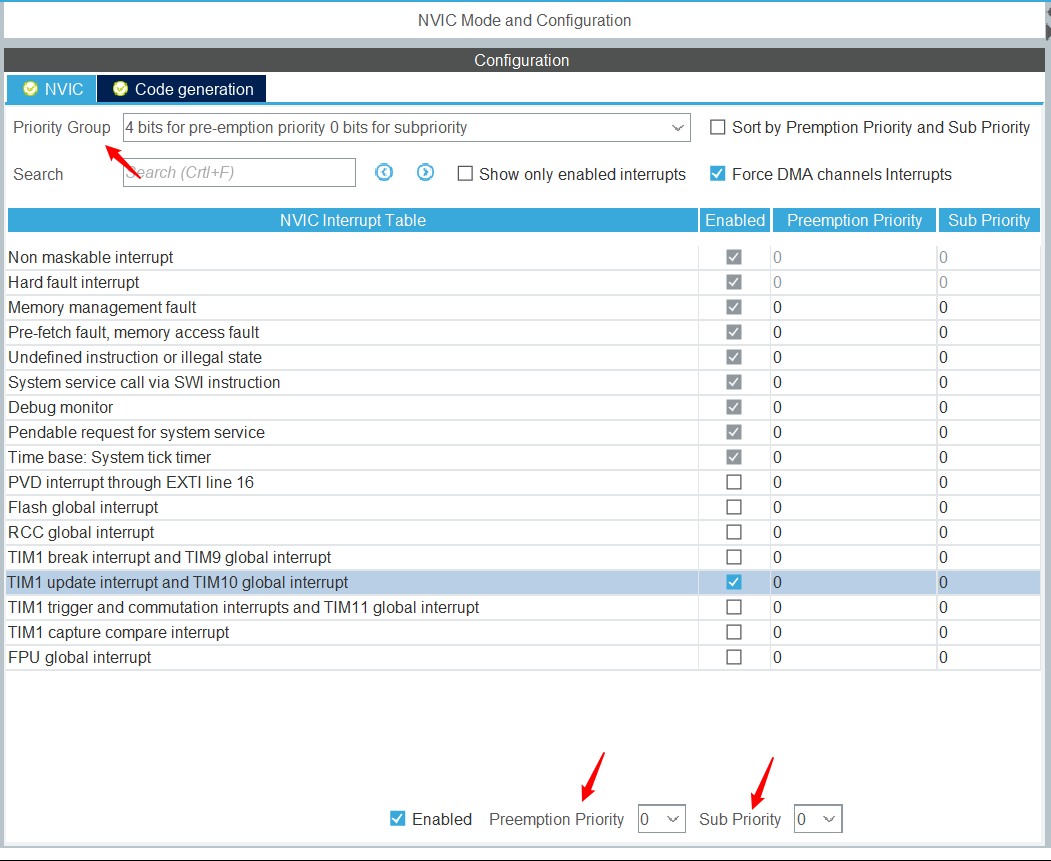 NVIC Mode and Configuration
Configuration
NVIC Code generation
Priority Group 4 bits for pre-emption priority 0 bits for subpriority Sort by Premption Priority and Sub Priority
Search Search (Crtl+F) Show only enabled interrupts Force DMA channels Interrupts
NVIC Interrupt Table Enabled Preemption Priority Sub Priority
Non maskable interrupt 0 0
Hard fault interrupt 0 0
Memory management fault 0 0
Pre-fetch fault, memory access fault 0 0
Undefined instruction or illegal state 0 0
System service call via SWI instruction 0 0
Debug monitor 0 0
Pendable request for system service 0 0
Time base: System tick timer 0 0
PVD interrupt through EXTI line 16 0 0
Flash global interrupt 0 0
RCC global interrupt 0 0
TIM1 break interrupt and TIM9 global interrupt 0 0
TIM1 update interrupt and TIM10 global interrupt 0 0
TIM1 trigger and commutation interrupts and TIM11 global interrupt 0 0
TIM1 capture compare interrupt 0 0
FPU global interrupt 0 0
Enabled Preemption Priority 0 Sub Priority 0